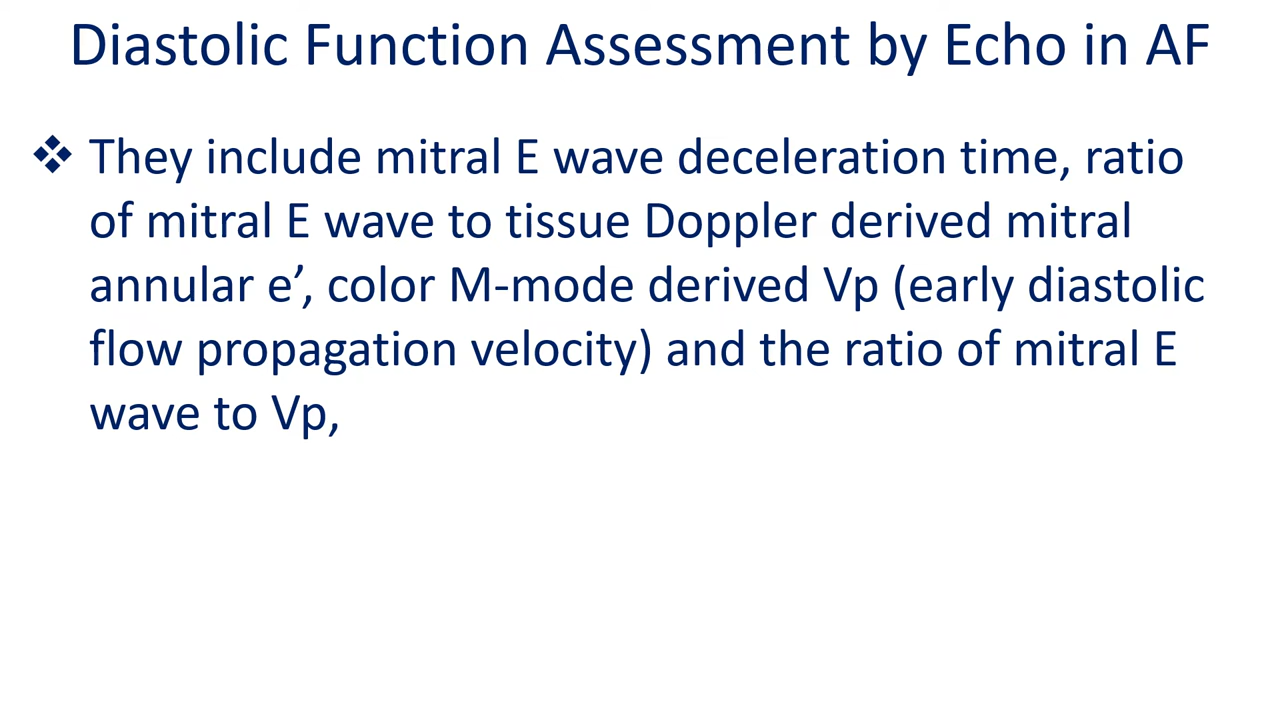 Diastolic Function Assessment by Echo in AF
❖ They include mitral E wave deceleration time, ratio
of mitral E wave to tissue Doppler derived mitral
annular e’, color M-mode derived Vp (early diastolic
flow propagation velocity) and the ratio of mitral E
wave to Vp,